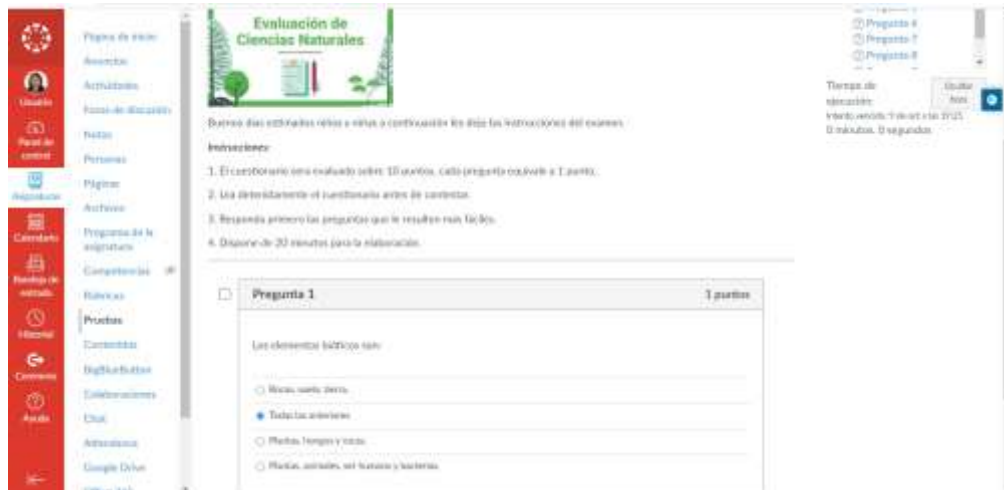 Página de inicio
Anuncios
Actividades
Foros de discusión
Notas
Personas
Páginas
Archivos
Programa de la asignatura
Competencias
Rúbricas
Pruebas
Contenidos
BigBlueButton
Colaboraciones
Chat
Attendance
Google Drive
Usuario
Panel de control
Asignaturas
Calendario
Bandeja de entrada
Historial
Commons
Ayuda
Evaluación de
Ciencias Naturales
Buenos días estimados niños y niñas a continuación les dejo las instrucciones del examen.
Instrucciones:
1. El cuestionario sera evaluado sobre 10 puntos, cada pregunta equivale a 1 punto.
2. Lea detenidamente el cuestionario antes de contestar.
3. Responda primero las preguntas que le resulten mas fáciles.
4. Dispone de 20 minutos para la elaboración.
Pregunta 1
1 puntos
Los elementos bióticos son:
Rocas, suelo, tierra.
Todas las anteriores
Plantas, hongos y rocas.
Plantas, animales, ser humano y bacterias.
Pregunta 6
Pregunta 7
Pregunta 8
Tiempo de
ejecución:
Ocultar
hora
0 minutos, 0 segundos